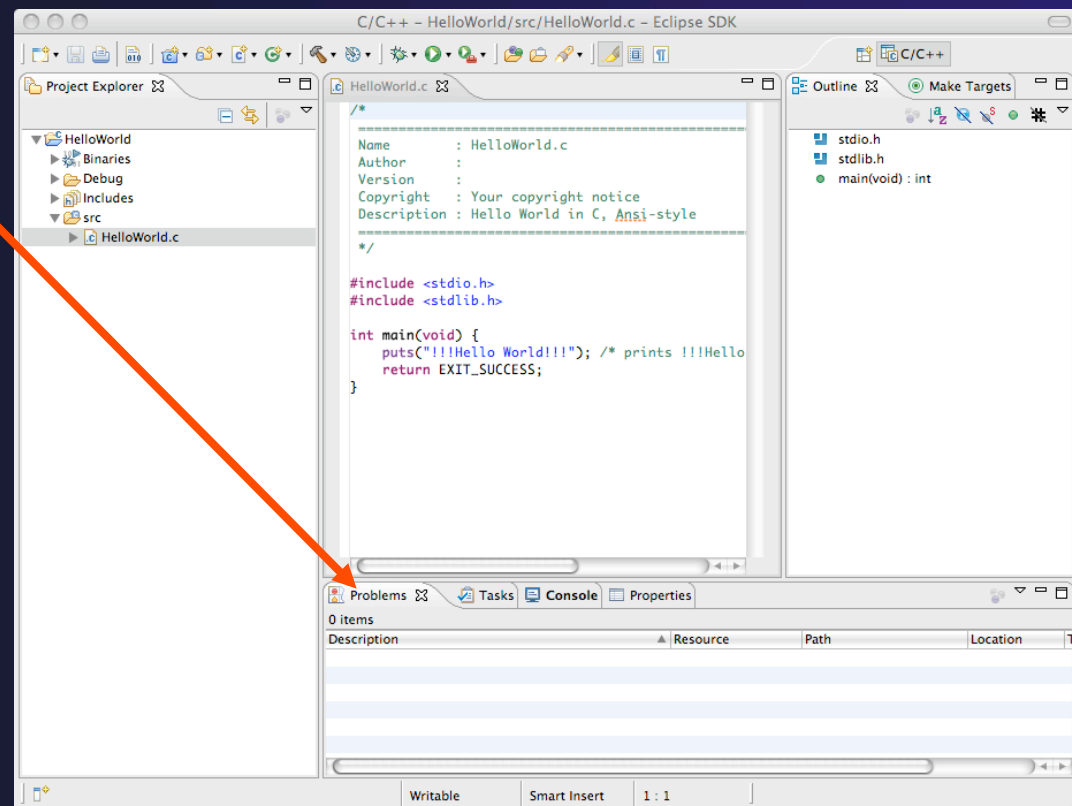 C/C++ – HelloWorld/src/HelloWorld.c – Eclipse SDK
C/C++
Project Explorer
HelloWorld
Binaries
Debug
Includes
src
HelloWorld.c
HelloWorld.c
/*
============================================
Name : HelloWorld.c
Author :
Version :
Copyright : Your copyright notice
Description : Hello World in C, Ansi-style
============================================
*/
#include <stdio.h>
#include <stdlib.h>
int main(void) {
puts("!!!Hello World!!!"); /* prints !!!Hello
return EXIT_SUCCESS;
}
Outline Make Targets
stdio.h
stdlib.h
main(void) : int
Problems Tasks Console Properties
0 items
Description Resource Path Location T
Writable Smart Insert 1 : 1